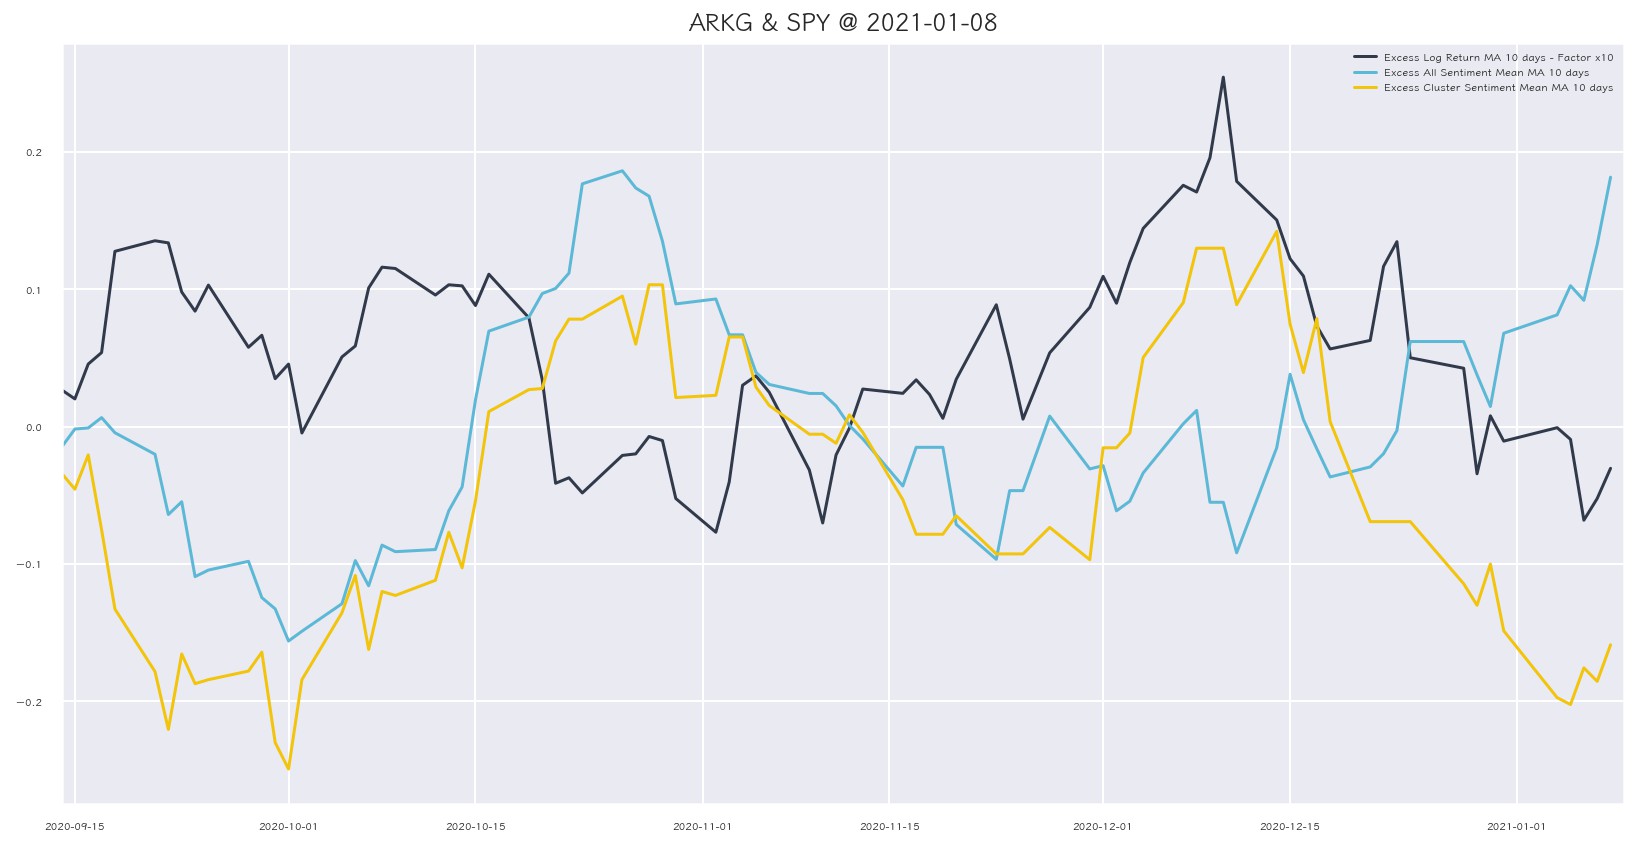 ARKG & SPY @ 2021-01-08
Excess Log Return MA 10 days - Factor x10
Excess All Sentiment Mean MA 10 days
Excess Cluster Sentiment Mean MA 10 days
0.2
0.1
0.0
−0.1
−0.2
2020-09-15 2020-10-01 2020-10-15 2020-11-01 2020-11-15 2020-12-01 2020-12-15 2021-01-01